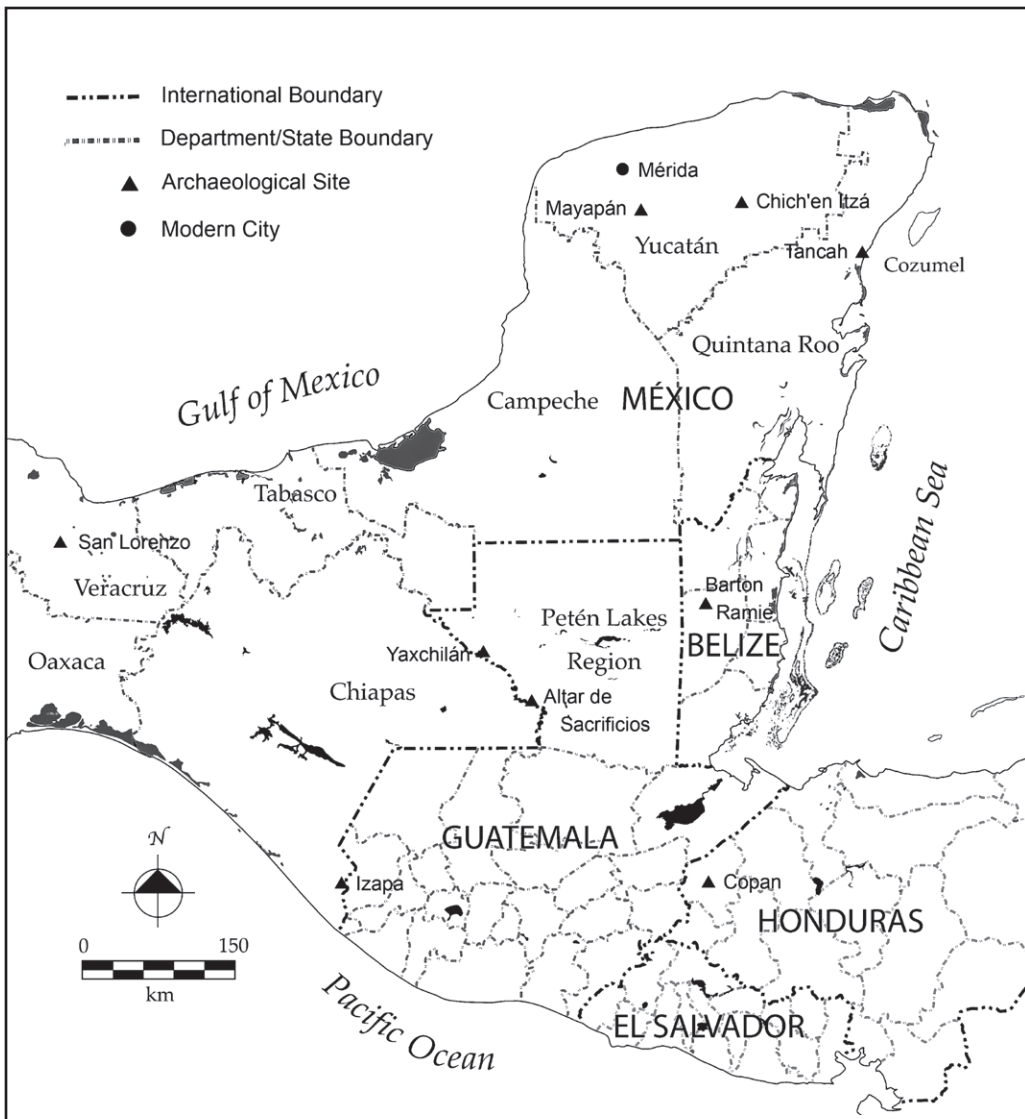 International Boundary
Department/State Boundary
Archaeological Site
Modern City
Mérida
Mayapán
Chich'en Itzá
Yucatán
Tancah
Cozumel
Quintana Roo
Gulf of Mexico
Campeche
MÉXICO
Tabasco
Caribbean Sea
San Lorenzo
Veracruz
Barton
Ramie
Petén Lakes
Region
BELIZE
Oaxaca
Yaxchilán
Chiapas
Altar de
Sacrificios
GUATEMALA
N
Izapa
Copan
HONDURAS
0 150
km
Pacific Ocean
EL SALVADOR